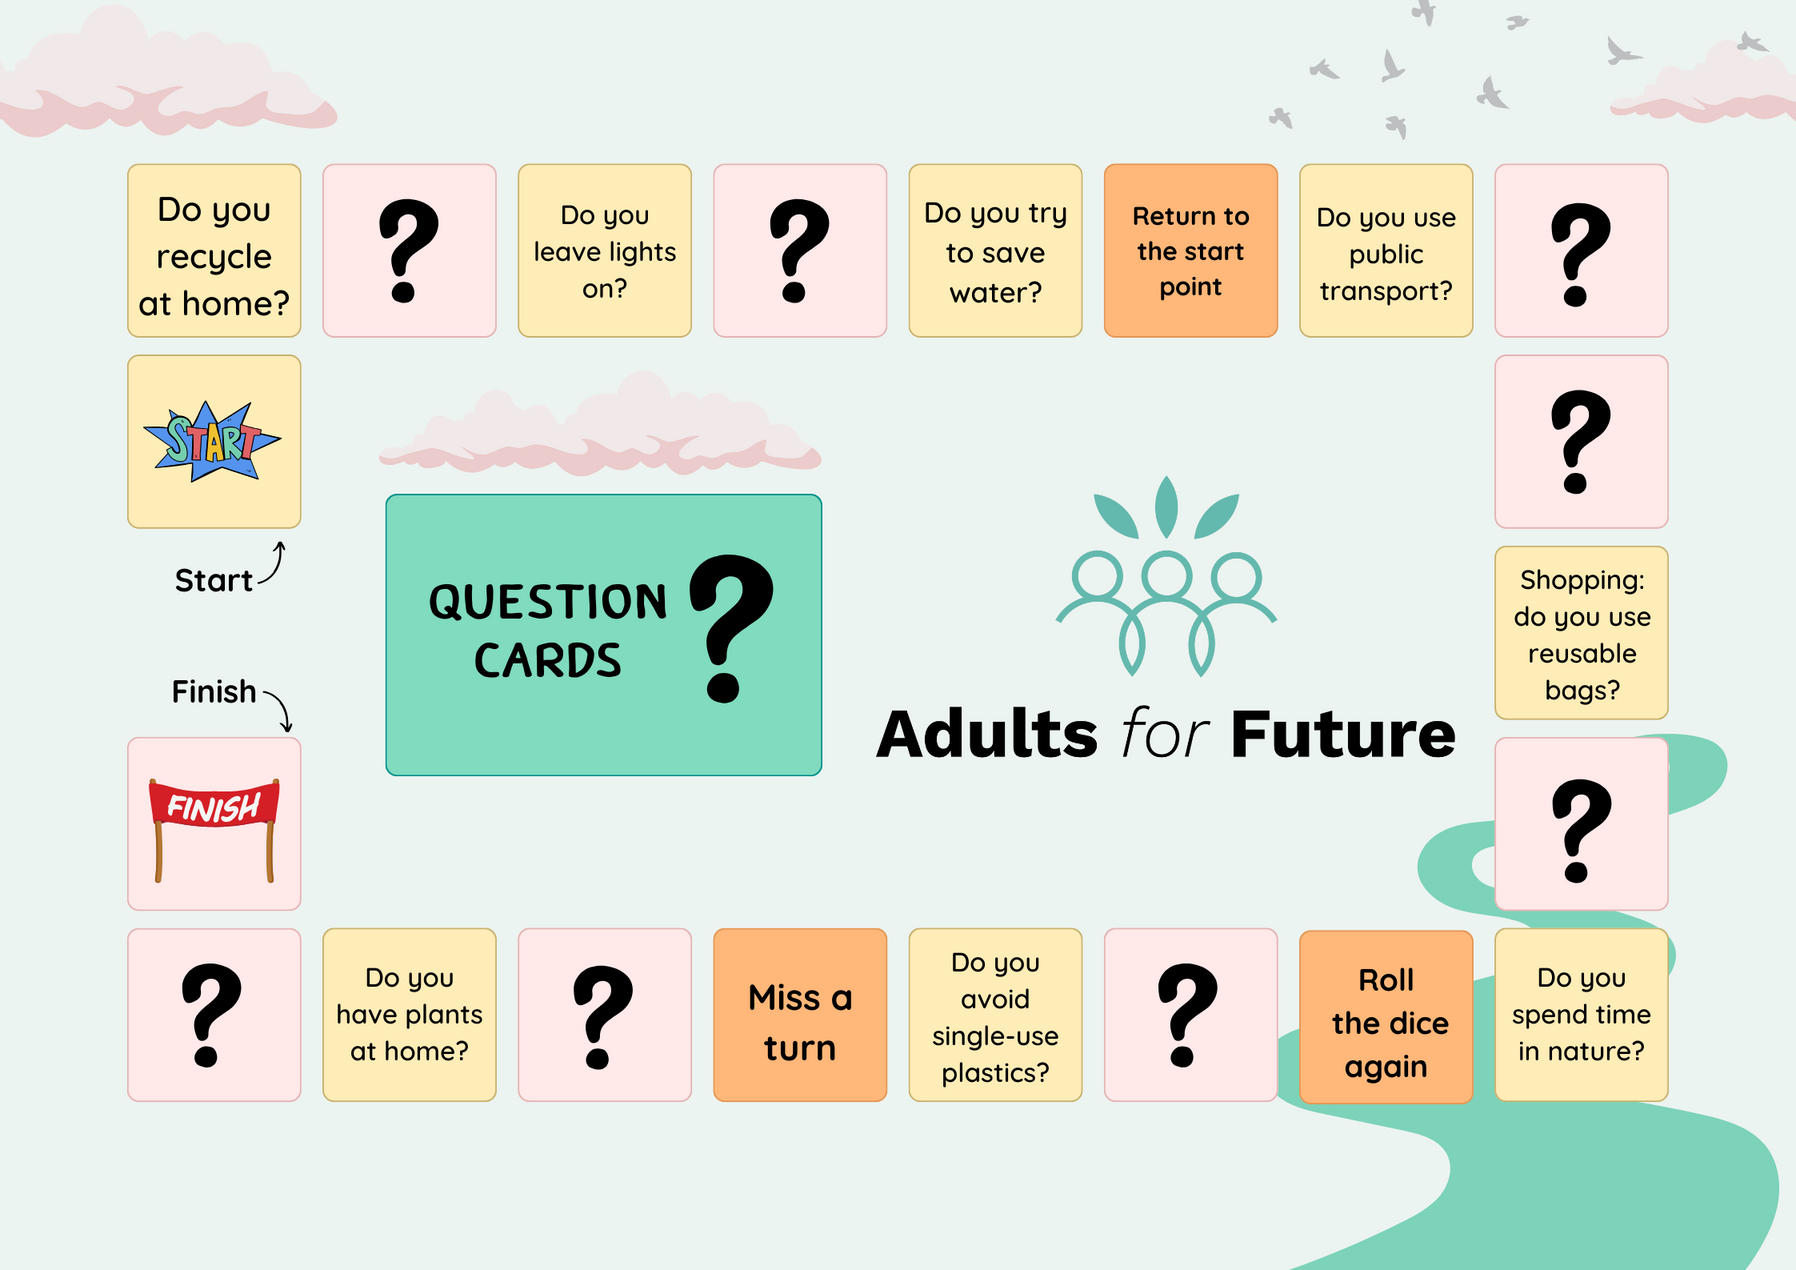 Do you
recycle
at home?
?
Do you
leave lights
on?
?
Do you try
to save
water?
Return to
the start
point
Do you use
public
transport?
?
START
Start
?
QUESTION
CARDS
?
Adults for Future
Shopping:
do you use
reusable
bags?
Finish
FINISH
?
?
Do you
have plants
at home?
?
Miss a
turn
Do you
avoid
single-use
plastics?
?
Roll
the dice
again
Do you
spend time
in nature?